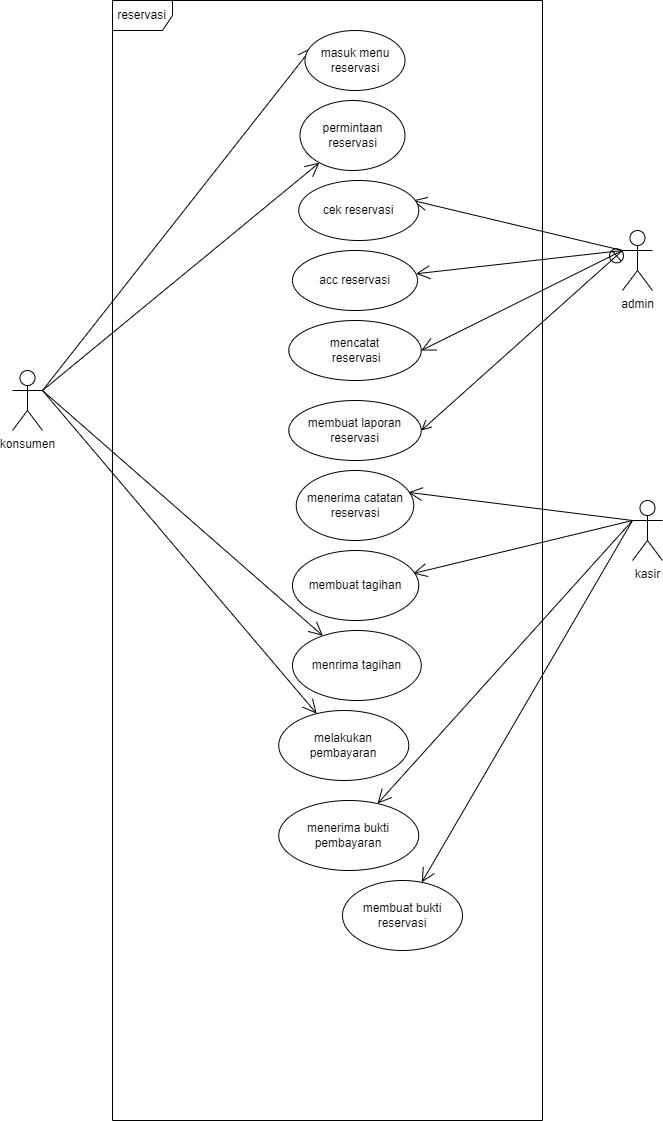 reservasi
masuk menu
reservasi
permintaan
reservasi
cek reservasi
admin
acc reservasi
mencatat
reservasi
konsumen
membuat laporan
reservasi
menerima catatan
reservasi
kasir
membuat tagihan
menrima tagihan
melakukan
pembayaran
menerima bukti
pembayaran
membuat bukti
reservasi